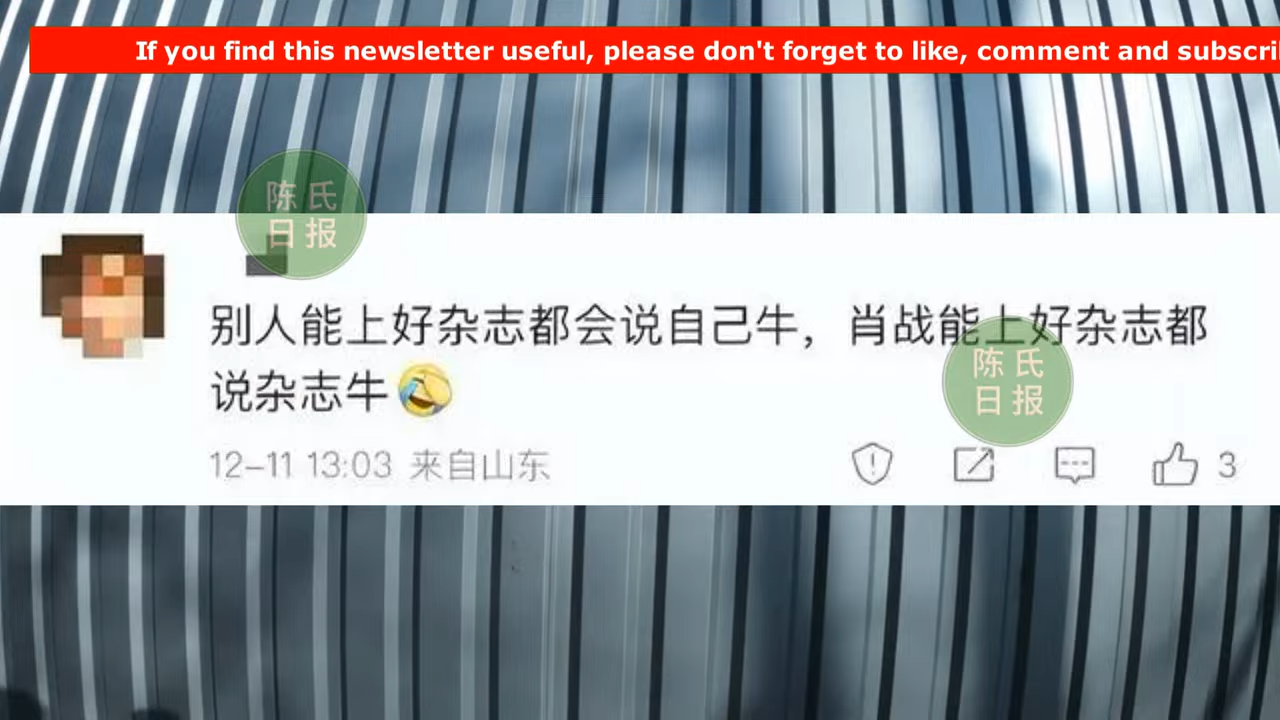 If you find this newsletter useful, please don't forget to like, comment and subscri
陈氏
日报
别人能上好杂志都会说自己牛，肖战能上好杂志都
说杂志牛🤣
陈氏
日报
12-11 13:03 来自山东
3